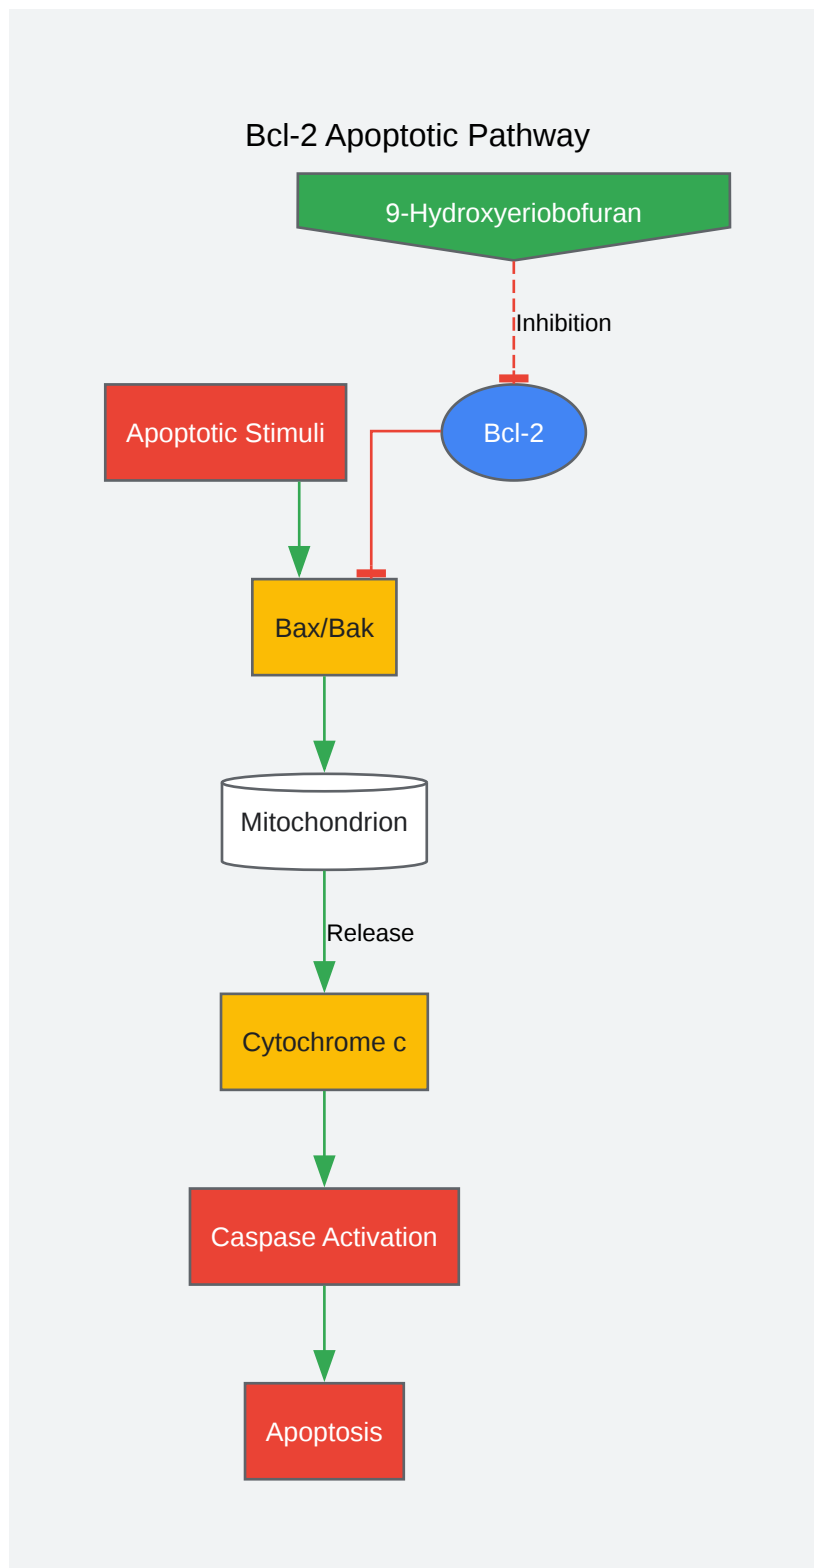 Bcl-2 Apoptotic Pathway
9-Hydroxyeriobofuran
Inhibition
Apoptotic Stimuli
Bcl-2
Bax/Bak
Mitochondrion
Release
Cytochrome c
Caspase Activation
Apoptosis